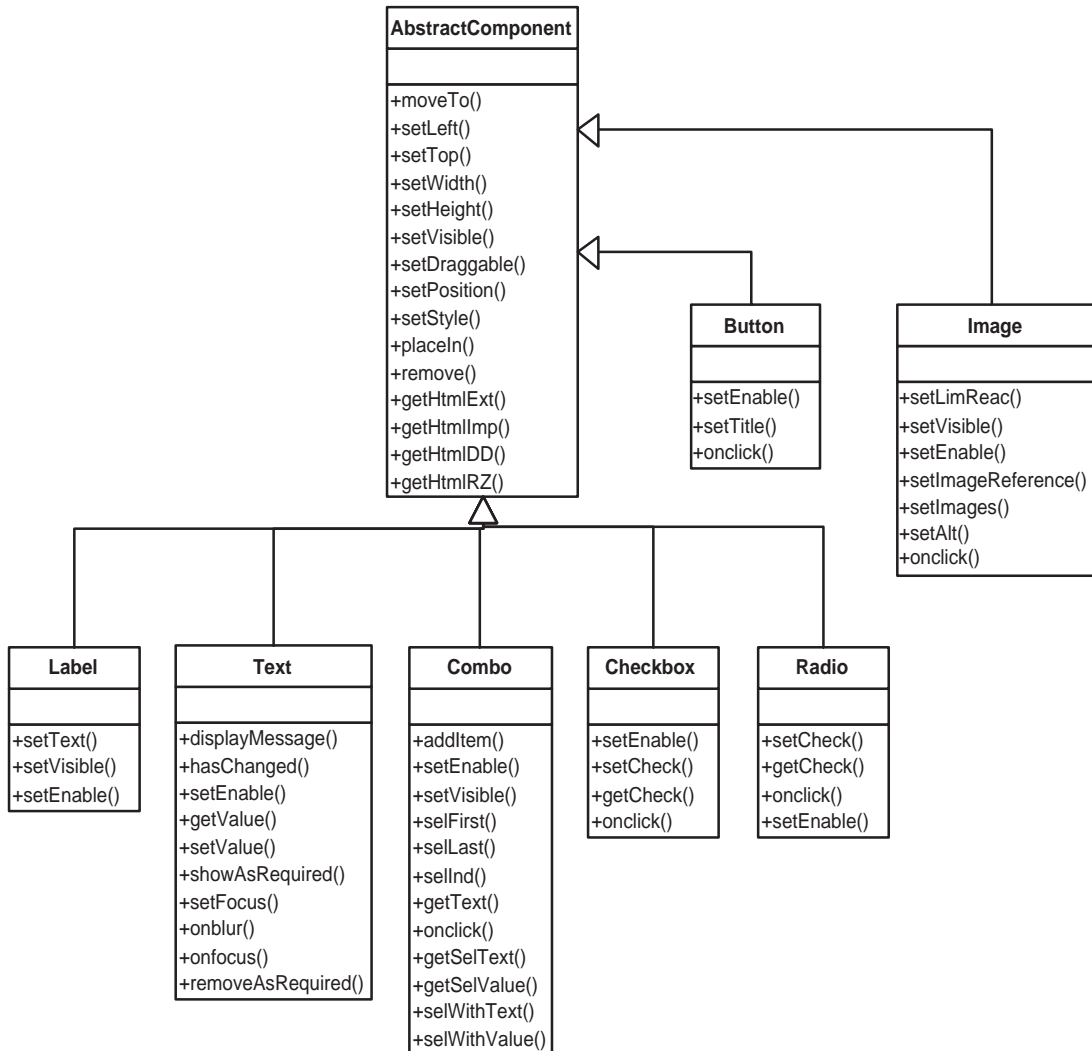 AbstractComponent
+moveTo()
+setLeft()
+setTop()
+setWidth()
+setHeight()
+setVisible()
+setDraggable()
+setPosition()
+setStyle()
+placeIn()
+remove()
+getHtmlExt()
+getHtmlImp()
+getHtmlDD()
+getHtmlRZ()
Button
+setEnable()
+setTitle()
+onclick()
Image
+setLimReac()
+setVisible()
+setEnable()
+setImageReference()
+setImages()
+setAlt()
+onclick()
Label
+setText()
+setVisible()
+setEnable()
Text
+displayMessage()
+hasChanged()
+setEnable()
+getValue()
+setValue()
+showAsRequired()
+setFocus()
+onblur()
+onfocus()
+removeAsRequired()
Combo
+addItem()
+setEnable()
+setVisible()
+selFirst()
+selLast()
+selInd()
+getText()
+onclick()
+getSelText()
+getSelValue()
+selWithText()
+selWithValue()
Checkbox
+setEnable()
+setCheck()
+getCheck()
+onclick()
Radio
+setCheck()
+getCheck()
+onclick()
+setEnable()